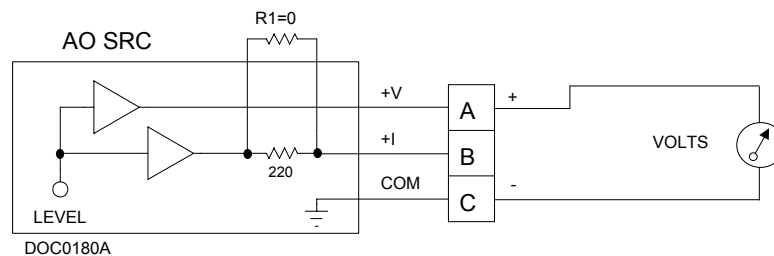 R1=0
AO SRC
+V
A
+
+I
B
VOLTS
220
COM
C
-
LEVEL
DOC0180A